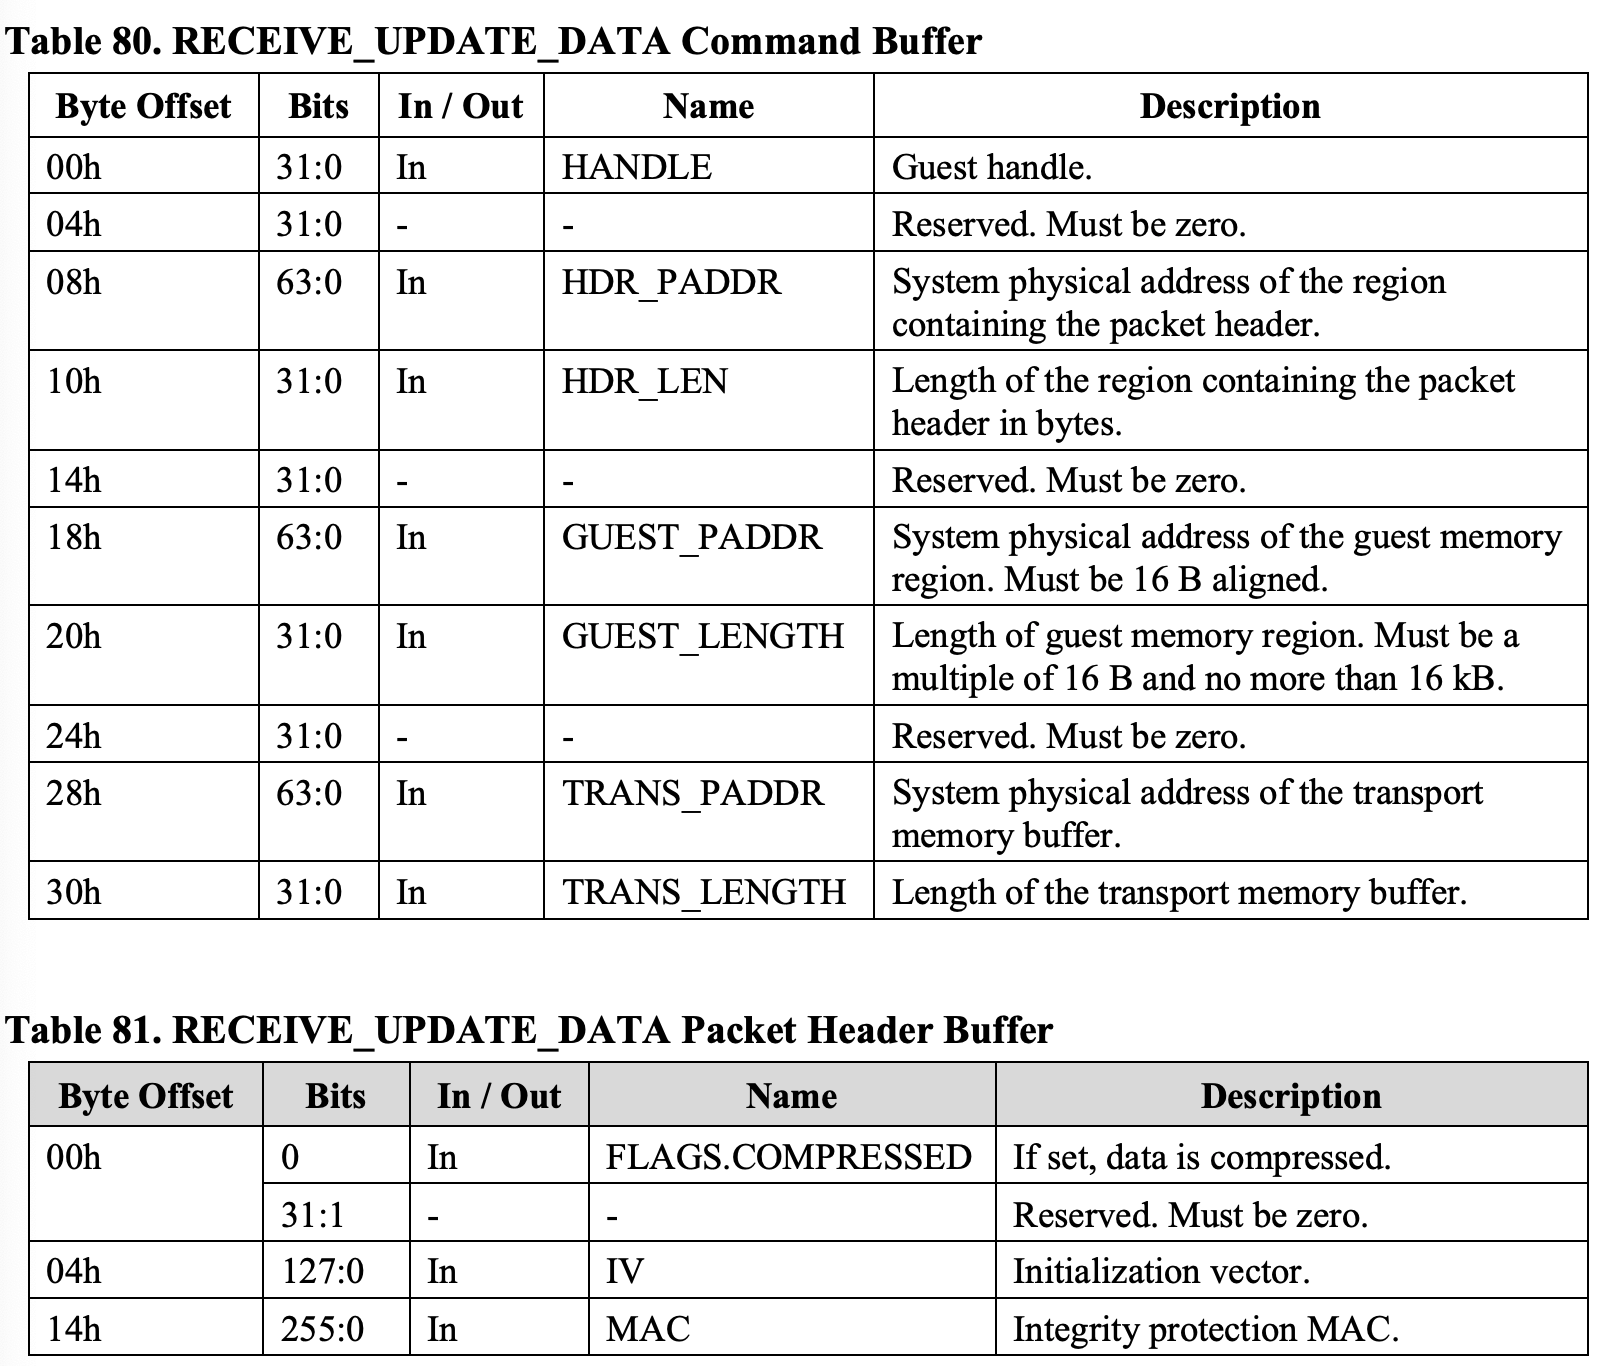 Table 80. RECEIVE_UPDATE_DATA Command Buffer
Byte Offset Bits In / Out Name Description
00h 31:0 In HANDLE Guest handle.
04h 31:0 - - Reserved. Must be zero.
08h 63:0 In HDR_PADDR System physical address of the region
containing the packet header.
10h 31:0 In HDR_LEN Length of the region containing the packet
header in bytes.
14h 31:0 - - Reserved. Must be zero.
18h 63:0 In GUEST_PADDR System physical address of the guest memory
region. Must be 16 B aligned.
20h 31:0 In GUEST_LENGTH Length of guest memory region. Must be a
multiple of 16 B and no more than 16 kB.
24h 31:0 - - Reserved. Must be zero.
28h 63:0 In TRANS_PADDR System physical address of the transport
memory buffer.
30h 31:0 In TRANS_LENGTH Length of the transport memory buffer.
Table 81. RECEIVE_UPDATE_DATA Packet Header Buffer
Byte Offset Bits In / Out Name Description
00h 0 In FLAGS.COMPRESSED If set, data is compressed.
31:1 - - Reserved. Must be zero.
04h 127:0 In IV Initialization vector.
14h 255:0 In MAC Integrity protection MAC.